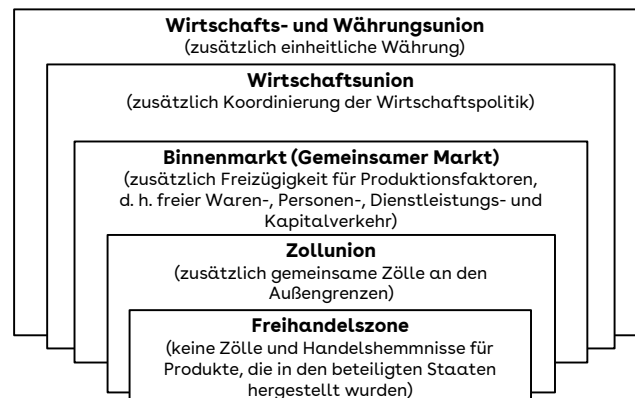 Wirtschafts- und Währungsunion
(zusätzlich einheitliche Währung)
Wirtschaftsunion
(zusätzlich Koordinierung der Wirtschaftspolitik)
Binnenmarkt (Gemeinsamer Markt)
(zusätzlich Freizügigkeit für Produktionsfaktoren,
d. h. freier Waren-, Personen-, Dienstleistungs- und
Kapitalverkehr)
Zollunion
(zusätzlich gemeinsame Zölle an den
Außengrenzen)
Freihandelszone
(keine Zölle und Handelshemmnisse für
Produkte, die in den beteiligten Staaten
hergestellt wurden)